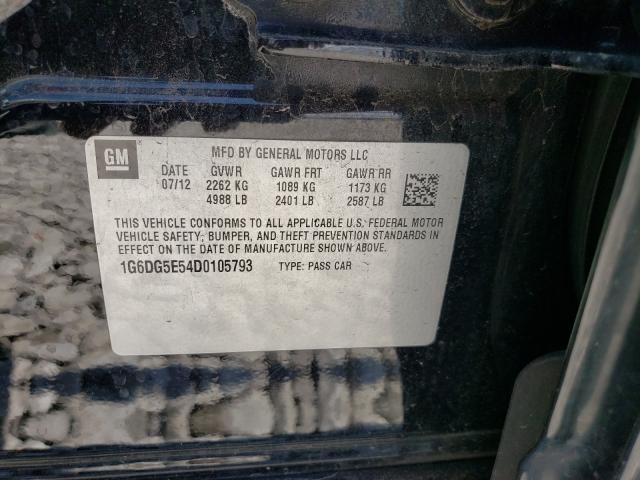 GM
MFD BY GENERAL MOTORS LLC
DATE GVWR GAWR FRT GAWR RR
07/12 2262 KG 1089 KG 1173 KG
4988 LB 2401 LB 2587 LB
THIS VEHICLE CONFORMS TO ALL APPLICABLE U.S. FEDERAL MOTOR
VEHICLE SAFETY, BUMPER, AND THEFT PREVENTION STANDARDS IN
EFFECT ON THE DATE OF MANUFACTURE SHOWN ABOVE.
1G6DG5E54D0105793 TYPE: PASS CAR